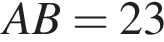 AB = 23